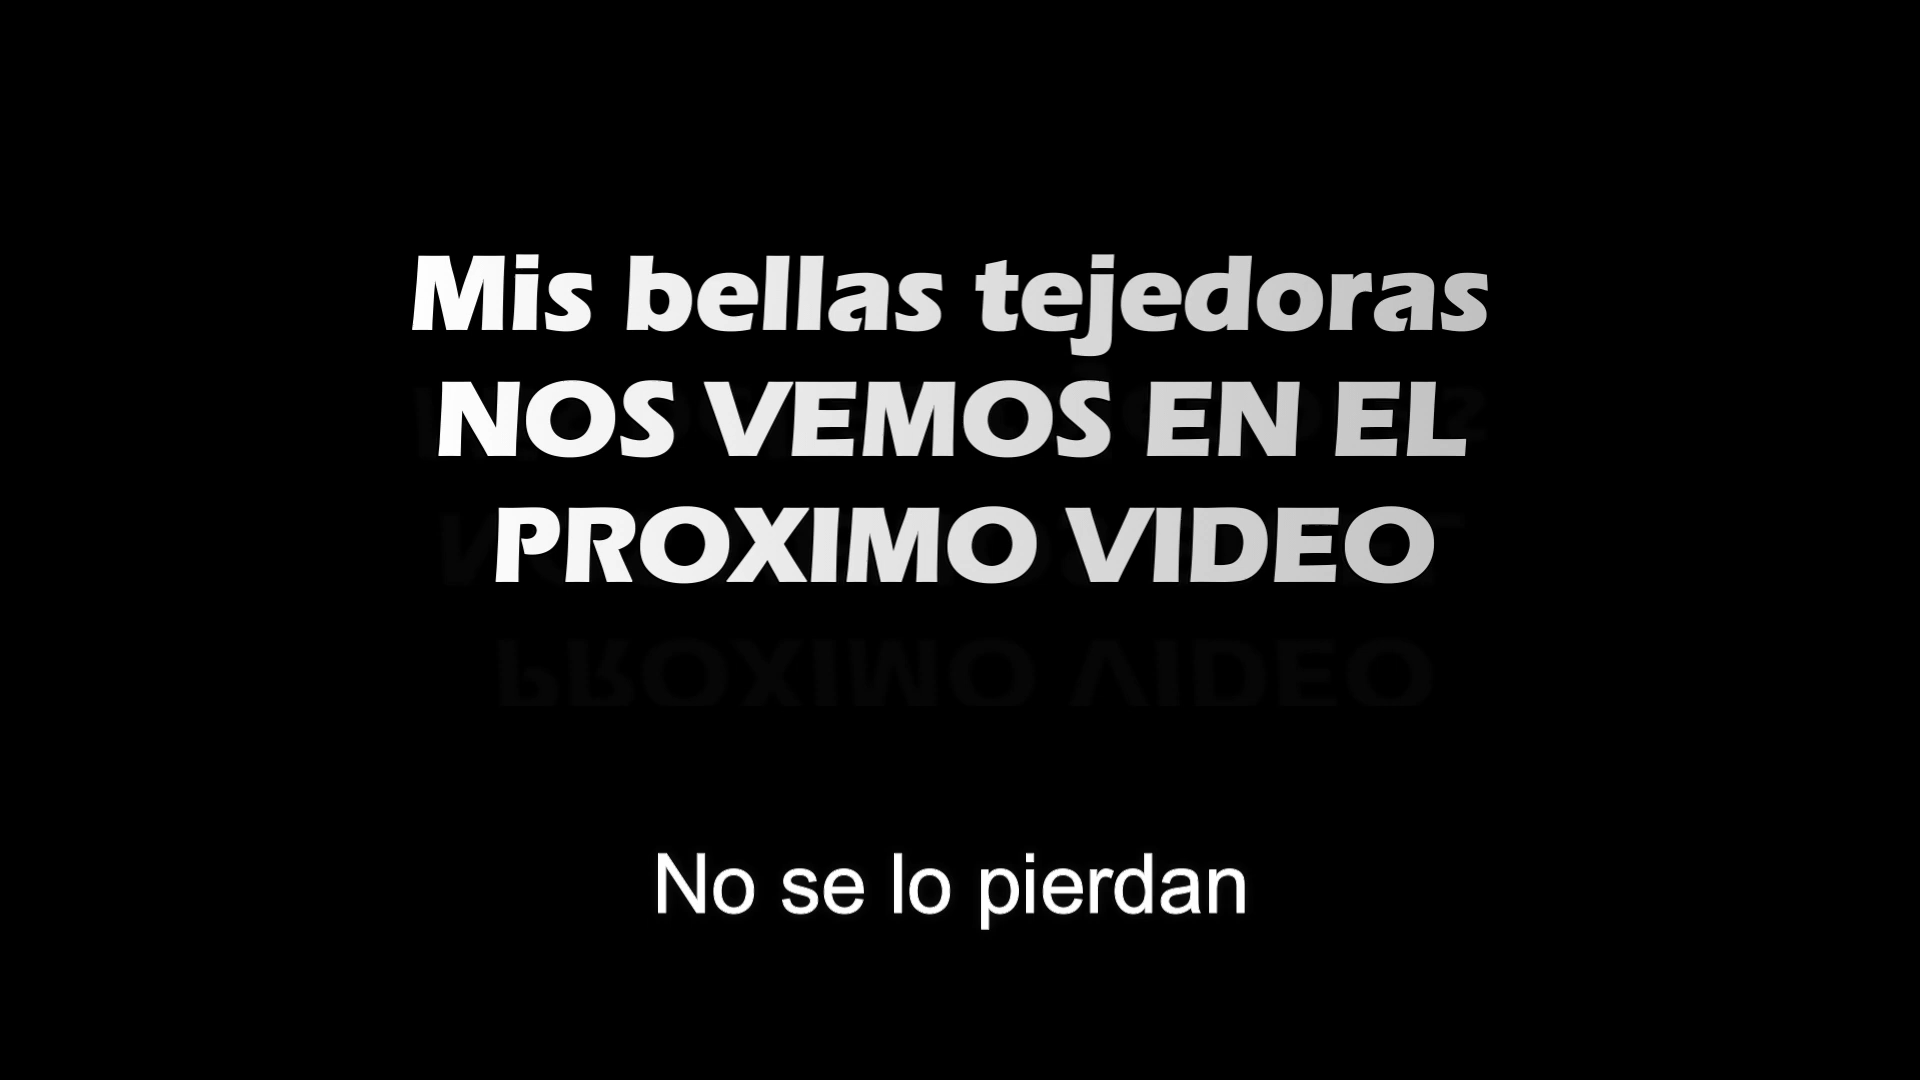 Mis bellas tejedoras
NOS VEMOS EN EL
PROXIMO VIDEO
No se lo pierdan